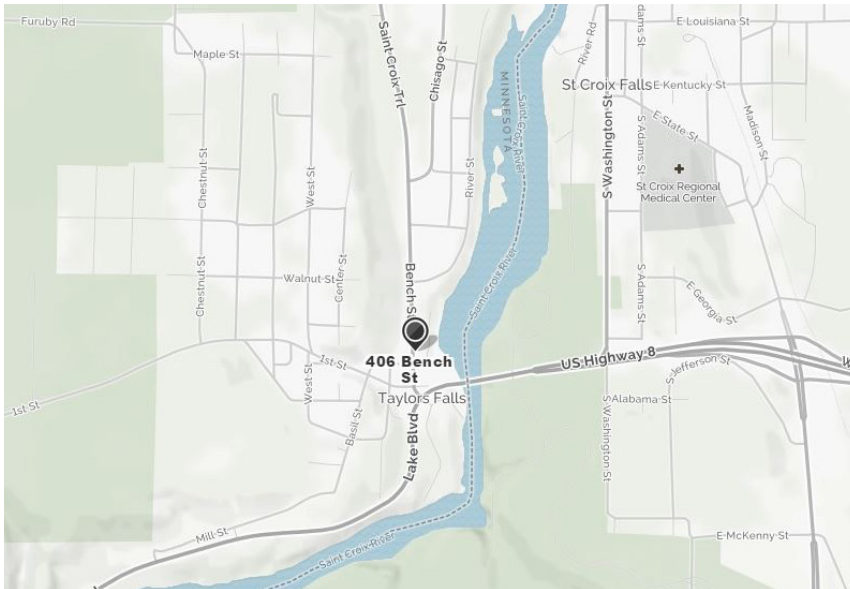 Furuby Rd
Maple St
Saint Croix Trl
Chisago St
MINNESOTA
Saint Croix River
River Rd
S Adams St
E Louisiana St
St Croix Falls
E Kentucky St
S Washington St
S Adams St
E State St
Madison St
St Croix Regional
Medical Center
Chestnut St
West St
River St
Walnut St
Center St
Chestnut St
Bench St
Saint Croix River
S Adams St
E Georgia St
406 Bench
St
1st St
US Highway 8
S Jefferson St
W
1st St
West St
Taylors Falls
Alabama St
Basil St
Lake Blvd
S Washington St
Mill St
Saint Croix River
E McKenny St